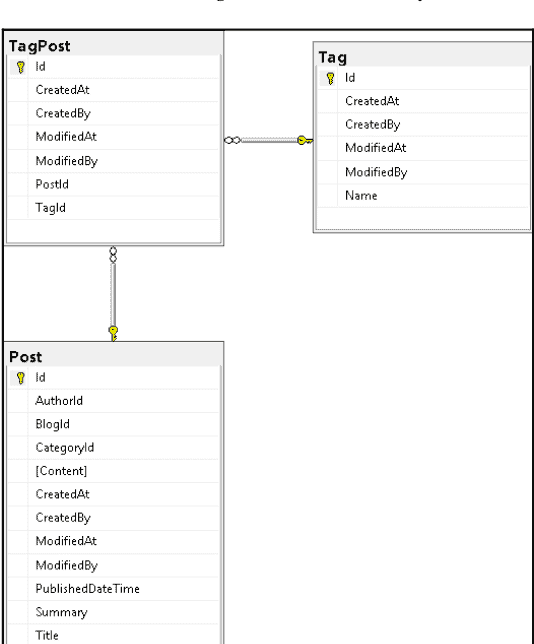 TagPost
Id
CreatedAt
CreatedBy
ModifiedAt
ModifiedBy
PostId
TagId
Tag
Id
CreatedAt
CreatedBy
ModifiedAt
ModifiedBy
Name
Post
Id
AuthorId
BlogId
CategoryId
[Content]
CreatedAt
CreatedBy
ModifiedAt
ModifiedBy
PublishedDateTime
Summary
Title